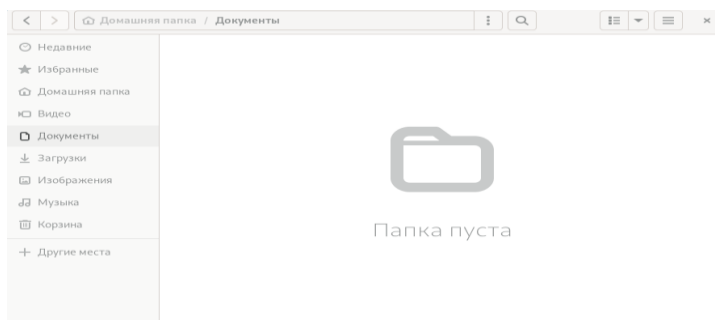 Домашняя папка / Документы
Недавние
Избранные
Домашняя папка
Видео
Документы
Загрузки
Изображения
Музыка
Корзина
Другие места
Папка пуста